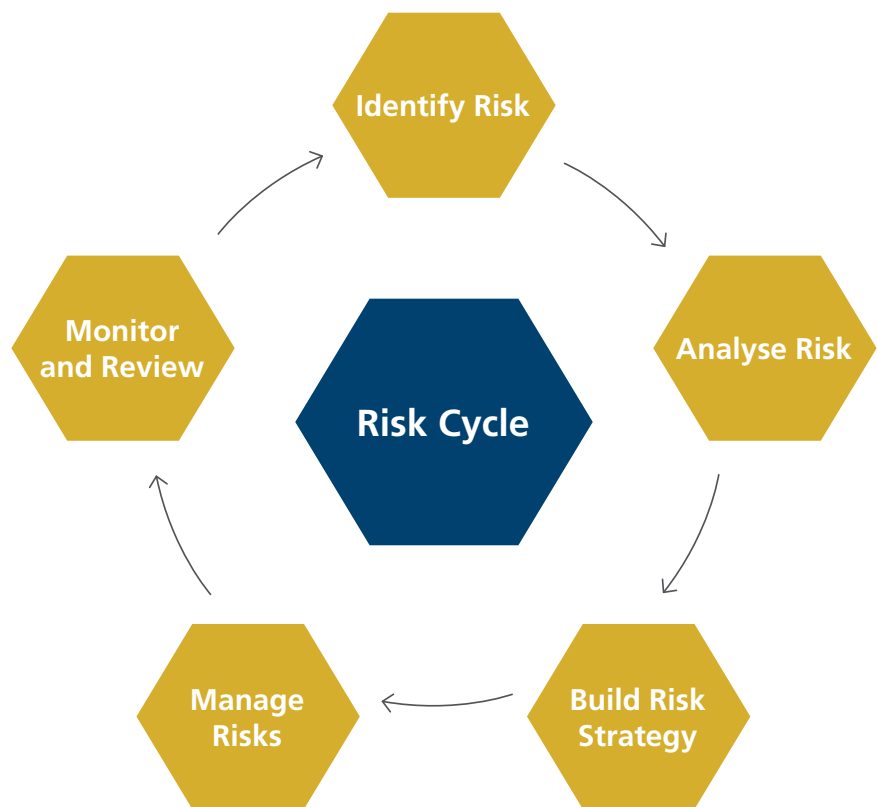 Identify Risk
Analyse Risk
Build Risk
Strategy
Manage
Risks
Monitor
and Review
Risk Cycle